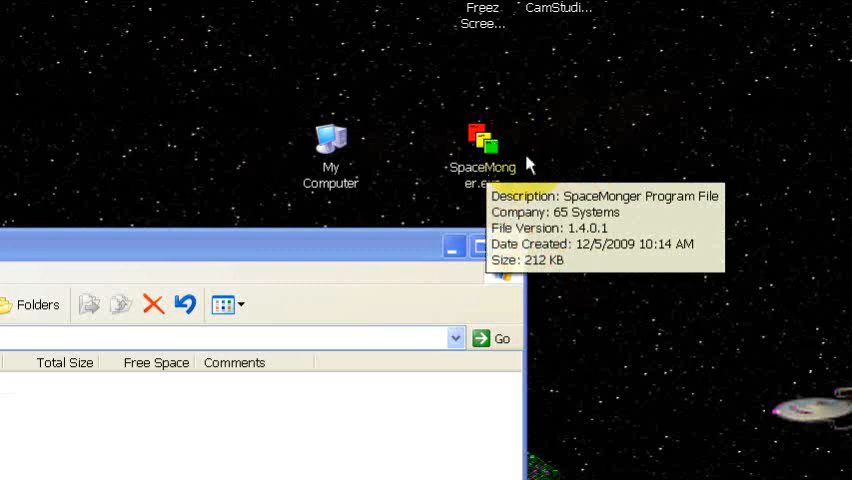 Freez
Scree...
CamStudi...
My
Computer
SpaceMong
Description: SpaceMonger Program File
Company: 65 Systems
File Version: 1.4.0.1
Date Created: 12/5/2009 10:14 AM
Size: 212 KB
Folders
Go
Total Size
Free Space
Comments